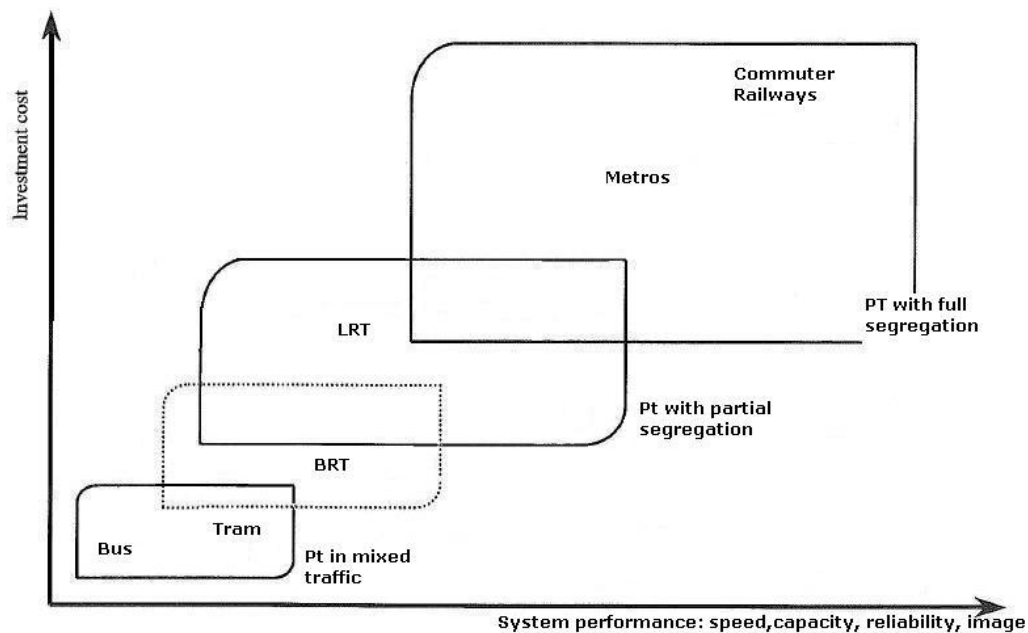 Investment cost
Commuter
Railways
Metros
PT with full
segregation
LRT
Pt with partial
segregation
BRT
Tram
Bus
Pt in mixed
traffic
System performance: speed,capacity, reliability, image